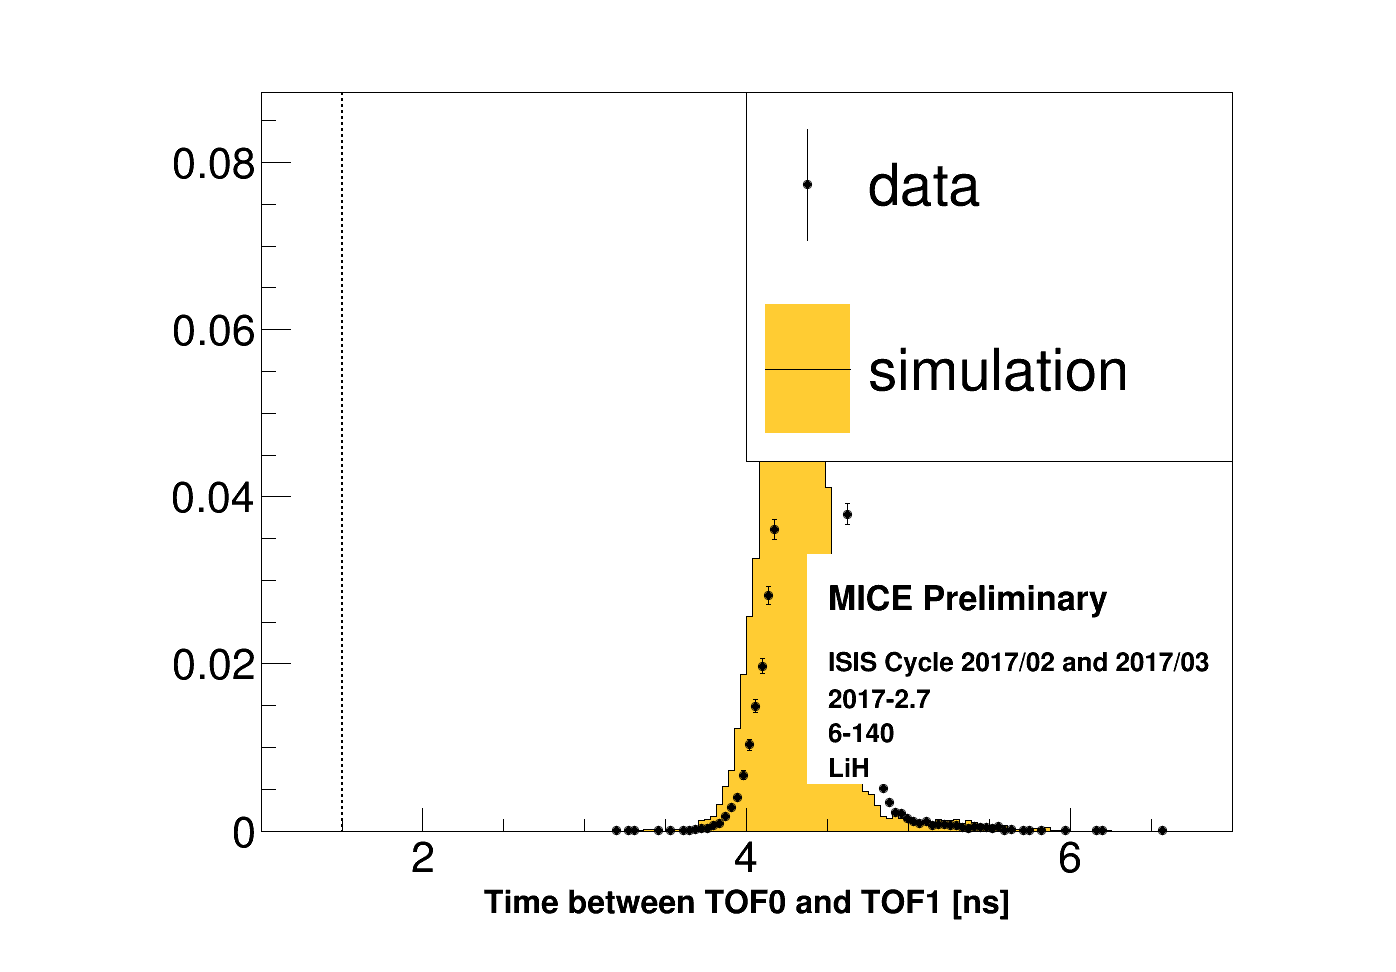 data
simulation
0.08
0.06
0.04
0.02
0
MICE Preliminary
ISIS Cycle 2017/02 and 2017/03
2017-2.7
6-140
LiH
2 4 6
Time between TOF0 and TOF1 [ns]